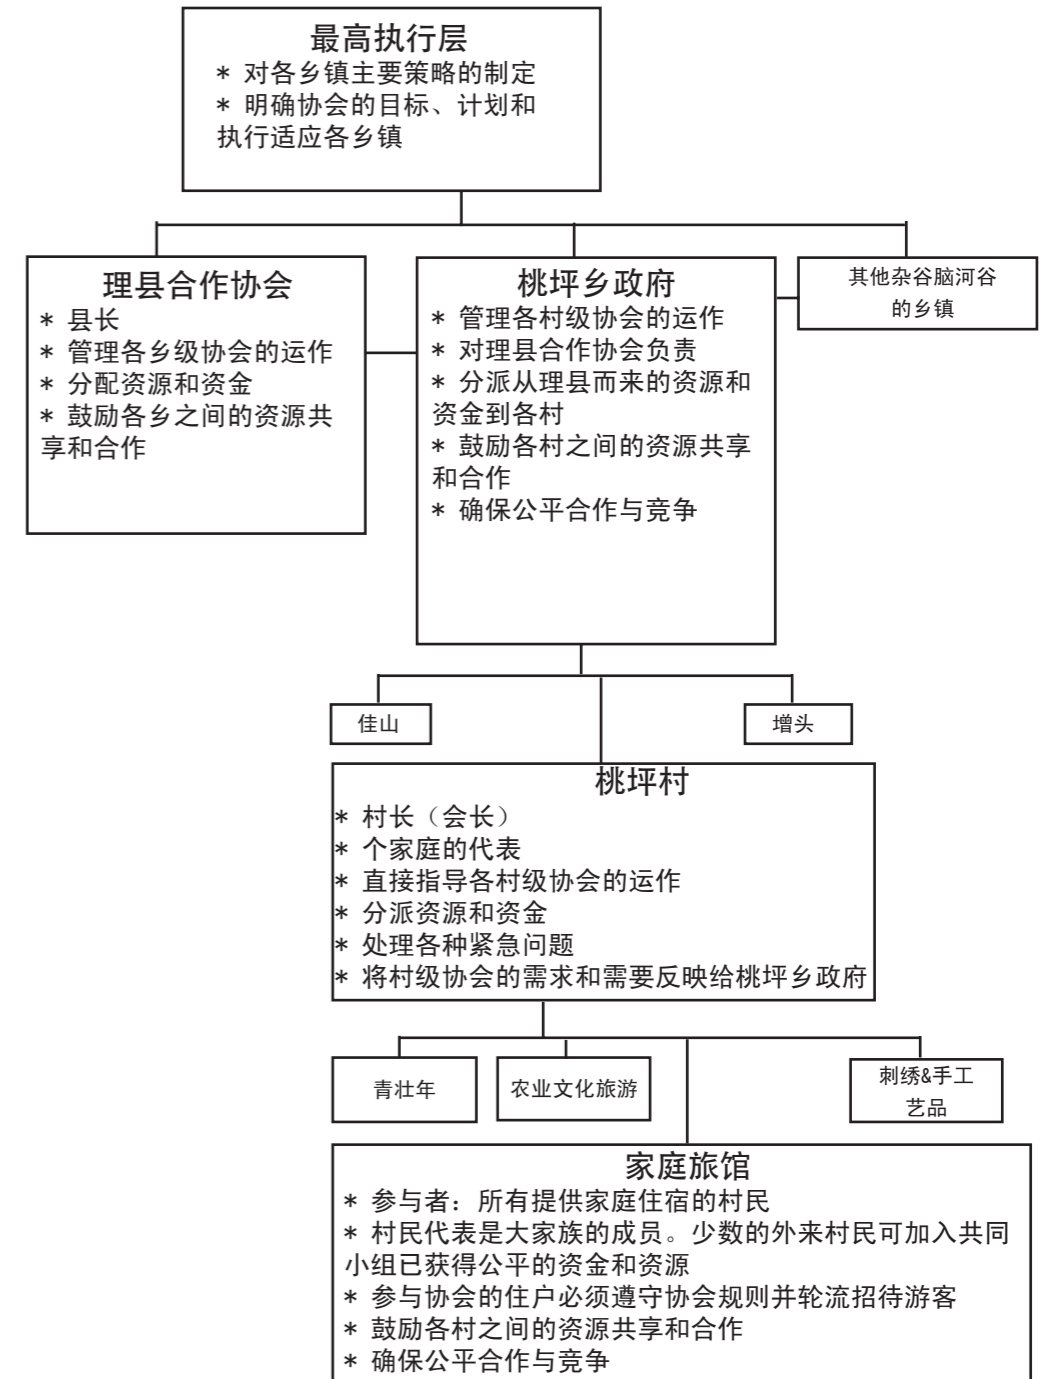 最高执行层
* 对各乡镇主要策略的制定
* 明确协会的目标、计划和
执行适应各乡镇
理县合作协会
* 县长
* 管理各乡级协会的运作
* 分配资源和资金
* 鼓励各乡之间的资源共
享和合作
桃坪乡政府
* 管理各村级协会的运作
* 对理县合作协会负责
* 分派从理县而来的资源和
资金到各村
* 鼓励各村之间的资源共享
和合作
* 确保公平合作与竞争
其他杂谷脑河谷
的乡镇
佳山
增头
桃坪村
* 村长（会长）
* 个家庭的代表
* 直接指导各村级协会的运作
* 分派资源和资金
* 处理各种紧急问题
* 将村级协会的需求和需要反映给桃坪乡政府
青壮年
农业文化旅游
刺绣&手工
艺品
家庭旅馆
* 参与者：所有提供家庭住宿的村民
* 村民代表是大家族的成员。少数的外来村民可加入共同
小组已获得公平的资金和资源
* 参与协会的住户必须遵守协会规则并轮流招待游客
* 鼓励各村之间的资源共享和合作
* 确保公平合作与竞争